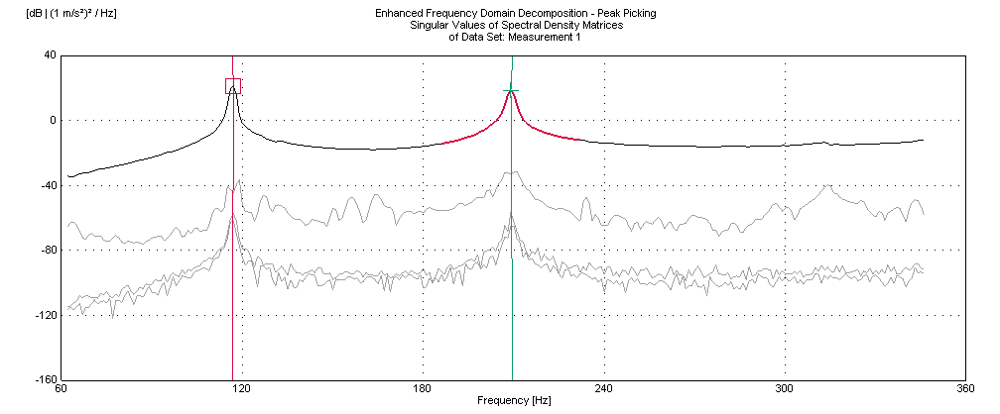 [dB | (1 m/s²)² / Hz]
Enhanced Frequency Domain Decomposition - Peak Picking
Singular Values of Spectral Density Matrices
of Data Set: Measurement 1
40
0
-40
-80
-120
-160
60
120
180
240
300
360
Frequency [Hz]